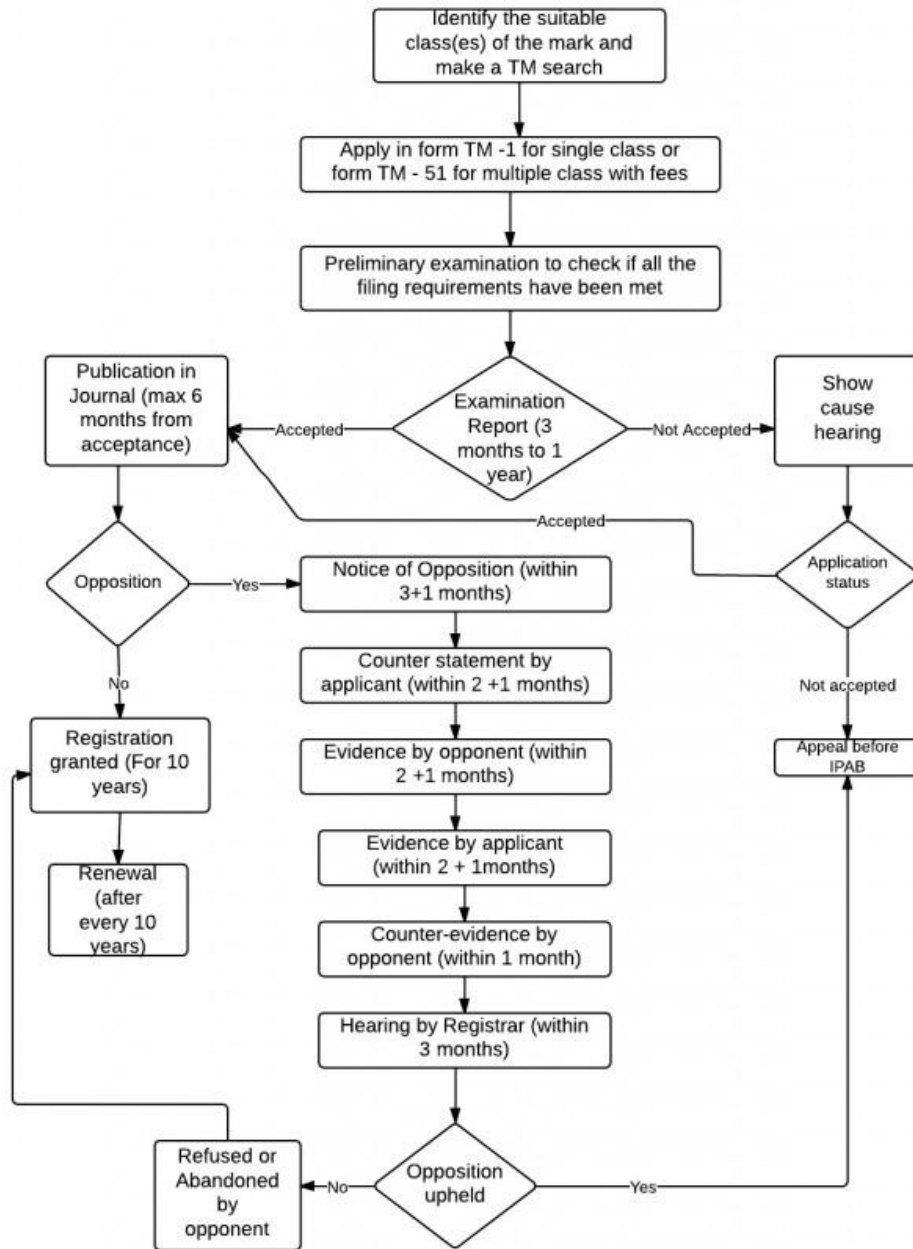 Identify the suitable
class(es) of the mark and
make a TM search
Apply in form TM -1 for single class or
form TM - 51 for multiple class with fees
Preliminary examination to check if all the
filing requirements have been met
Examination
Report (3
months to 1
year)
Accepted
Not Accepted
Publication in
Journal (max 6
months from
acceptance)
Show
cause
hearing
Accepted
Application
status
Not accepted
Appeal before
IPAB
Opposition
Yes
No
Notice of Opposition (within
3+1 months)
Counter statement by
applicant (within 2 +1 months)
Evidence by opponent (within
2 +1 months)
Evidence by applicant
(within 2 + 1months)
Counter-evidence by
opponent (within 1 month)
Hearing by Registrar (within
3 months)
Registration
granted (For 10
years)
Renewal
(after
every 10
years)
Opposition
upheld
No
Yes
Refused or
Abandoned
by
opponent